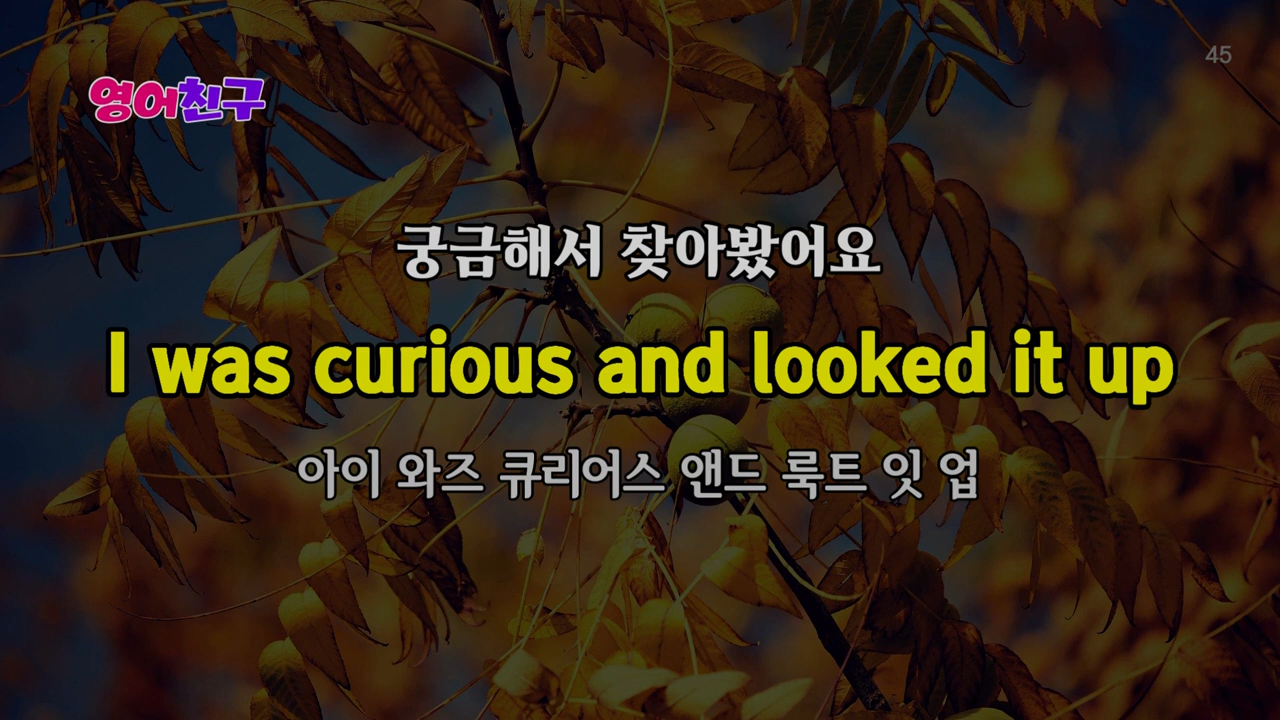 45
영어친구
궁금해서 찾아봤어요
I was curious and looked it up
아이 와즈 큐리어스 앤드 룩트 잇 업